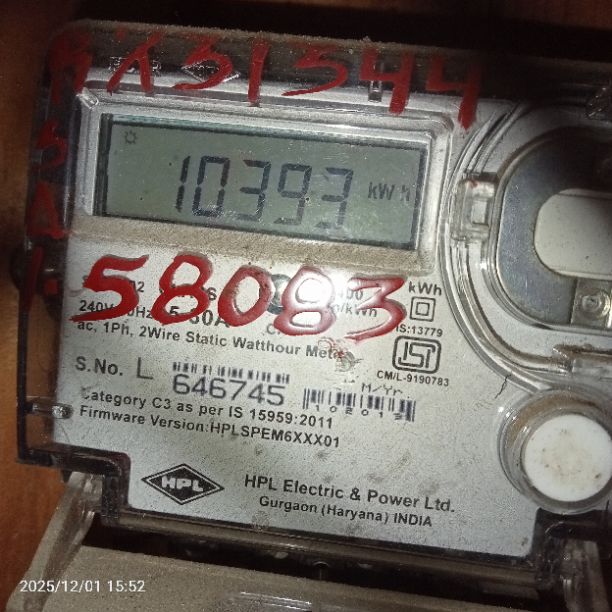 31544
10393 kWh
58083
kWh
240V
ac, 1Ph, 2Wire Static Watthour Meter
IS:13779
CM/L-9190783
S.No. L 646745
M/Yr.
Category C3 as per IS 15959:2011
Firmware Version:HPLSPEM6XXX01
HPL
HPL Electric & Power Ltd.
Gurgaon (Haryana) INDIA
2025/12/01 15:52